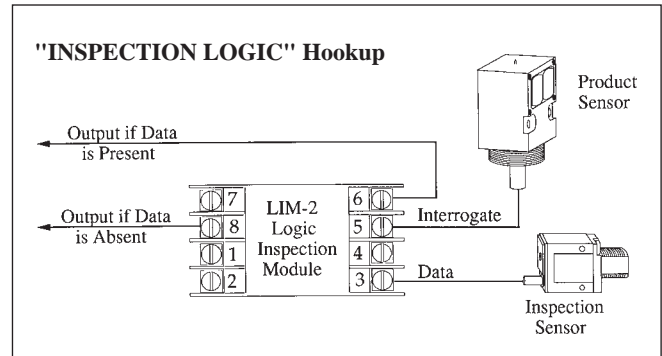 "INSPECTION LOGIC" Hookup
Product
Sensor
Output if Data
is Present
7
6
LIM-2
Logic
Inspection
Module
Output if Data
is Absent
8
5
Interrogate
1
4
2
3
Data
Inspection
Sensor